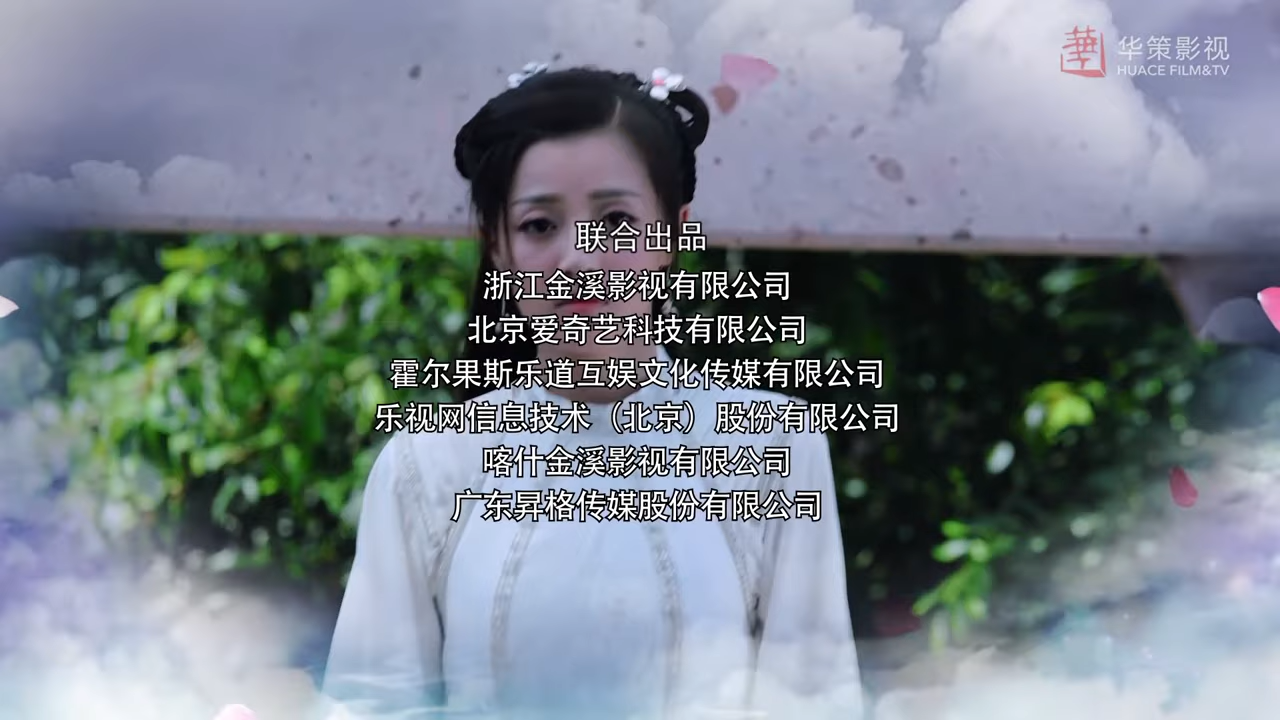 華
华策影视
HUACE FILM&TV
联合出品
浙江金溪影视有限公司
北京爱奇艺科技有限公司
霍尔果斯乐道互娱文化传媒有限公司
乐视网信息技术（北京）股份有限公司
喀什金溪影视有限公司
广东昇格传媒股份有限公司